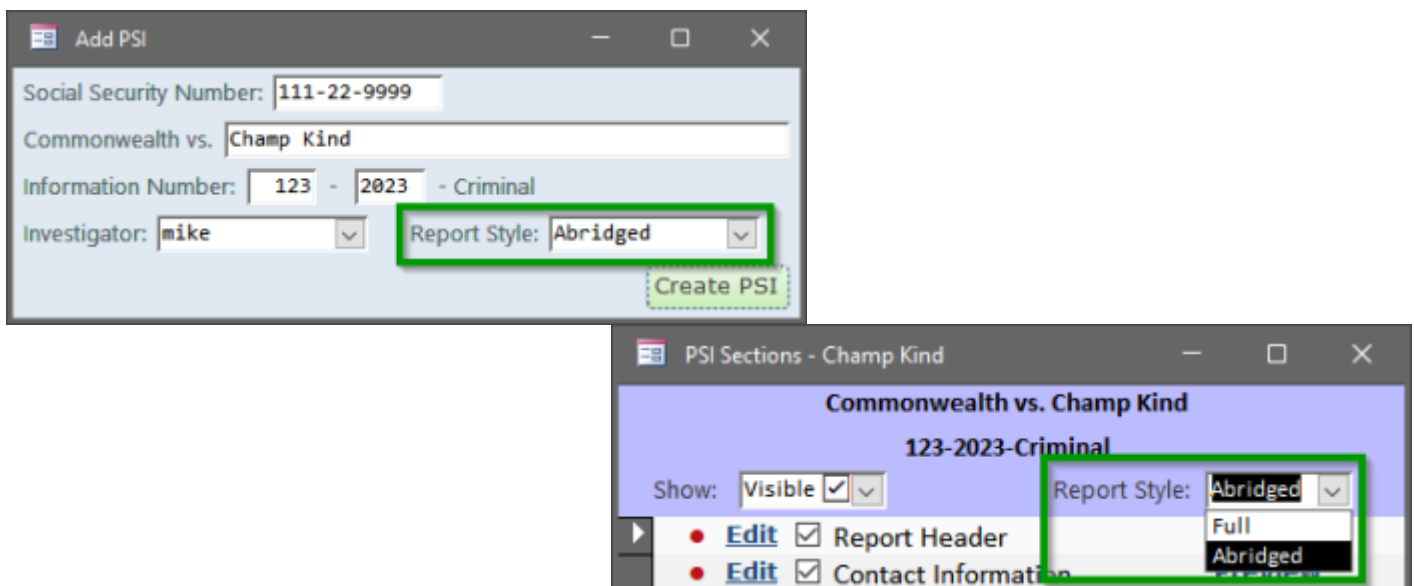 Add PSI
Social Security Number: 111-22-9999
Commonwealth vs. Champ Kind
Information Number: 123 - 2023 - Criminal
Investigator: mike Report Style: Abridged
Create PSI
PSI Sections - Champ Kind
Commonwealth vs. Champ Kind
123-2023-Criminal
Show: Visible Report Style: Abridged
Full
Edit Report Header
Abridged
Edit Contact Information